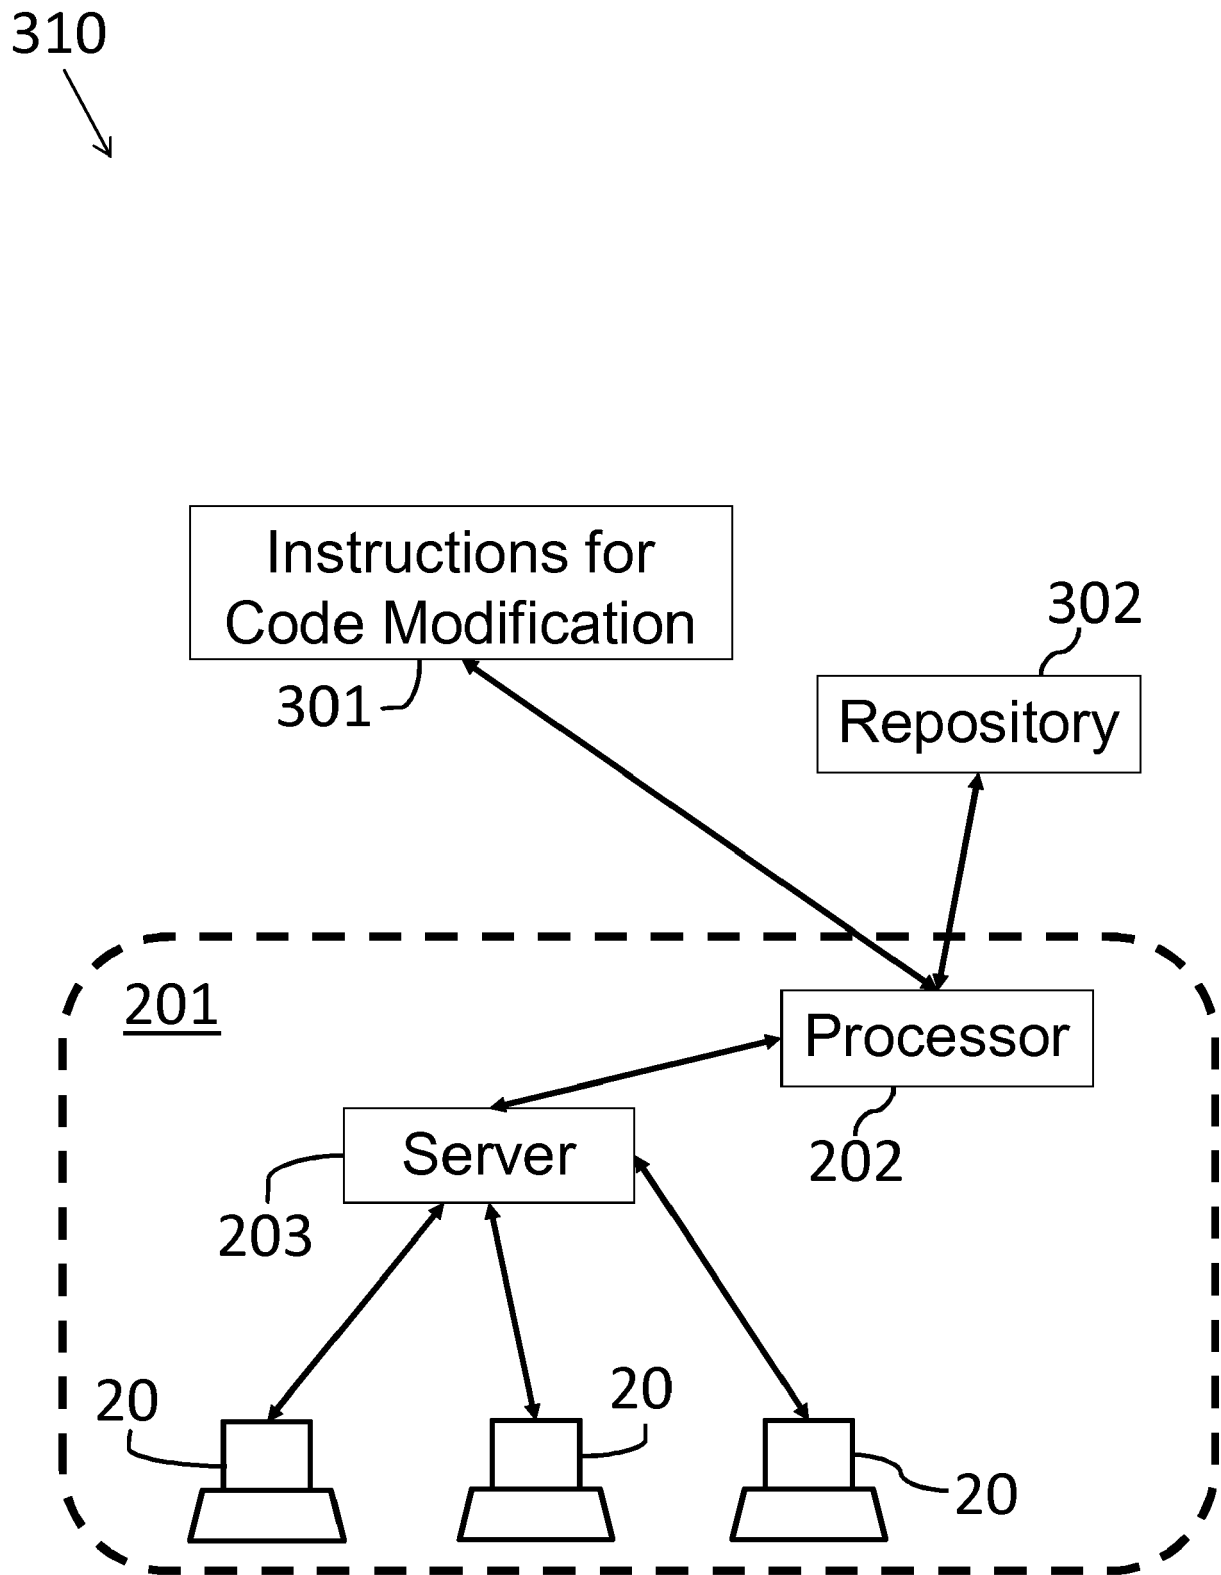 310
Instructions for
Code Modification
301
302
Repository
201
Processor
202
Server
203
20
20
20